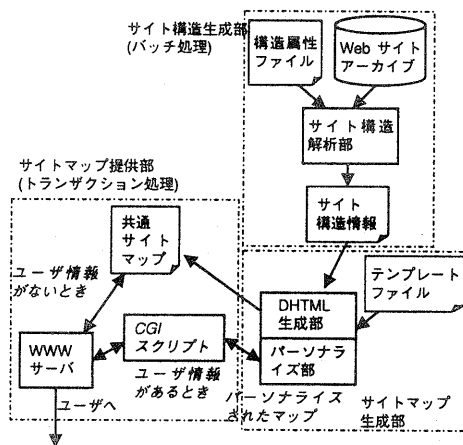 サイト構造生成部
(バッチ処理)
構造属性
ファイル
Web サイト
アーカイブ
サイト構造
解析部
サイト
構造情報
サイトマップ提供部
(トランザクション処理)
共通
サイト
マップ
ユーザ情報
がないとき
WWW
サーバ
CGI
スクリプト
ユーザ情報
があるとき
ユーザへ
テンプレート
ファイル
DHTML
生成部
パーソナラ
イズ部
パーソナライズ
されたマップ
サイトマップ
生成部